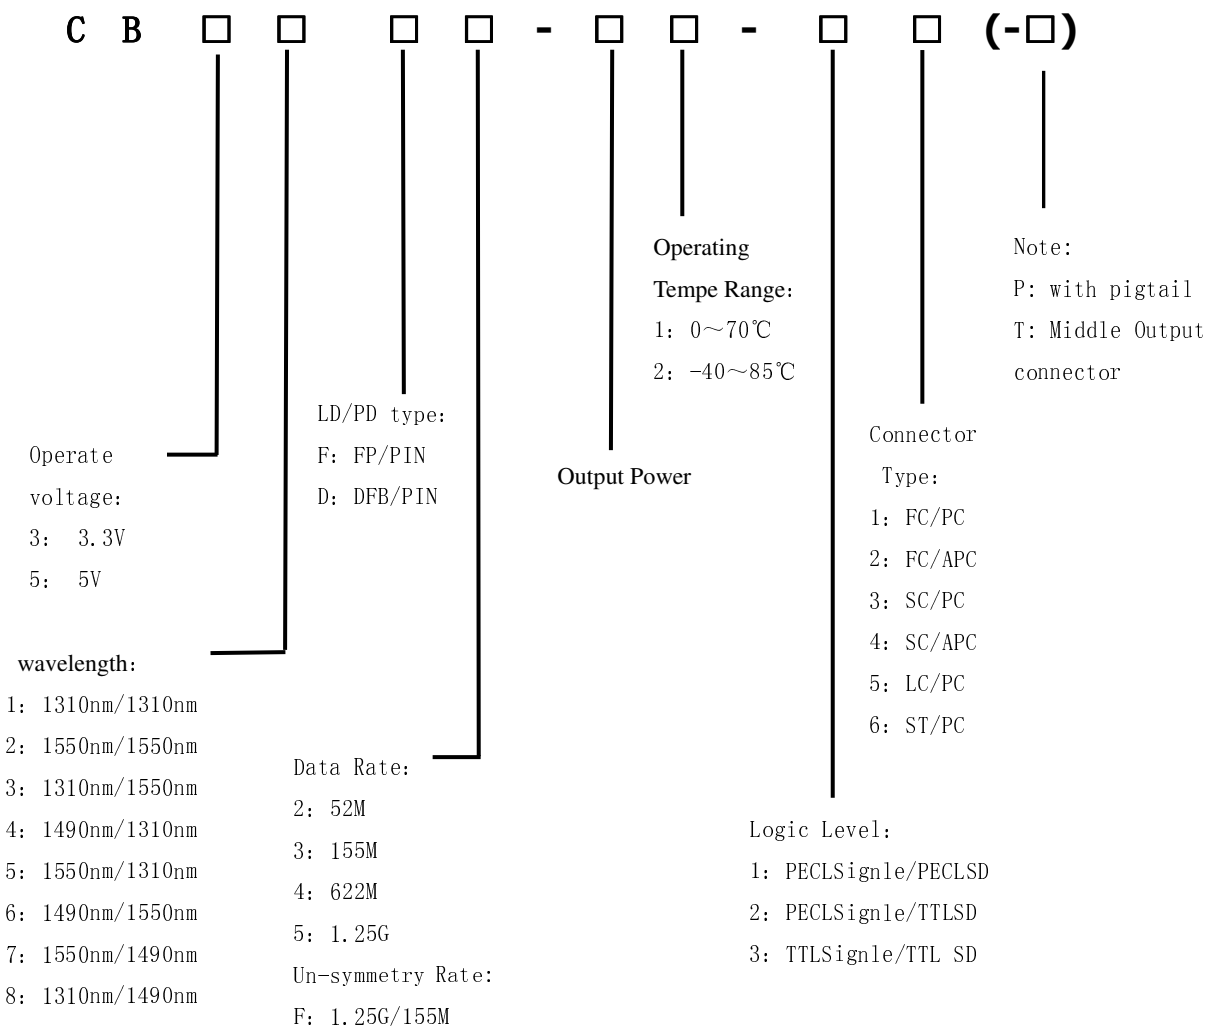 C B □ □ □ □ - □ □ - □ □ (-□)
Operating
Tempe Range：
1：0～70℃
2：-40～85℃
Note:
P: with pigtail
T: Middle Output
connector
LD/PD type：
F：FP/PIN
D：DFB/PIN
Operate
voltage：
3： 3.3V
5： 5V
Output Power
Connector
Type：
1：FC/PC
2：FC/APC
3：SC/PC
4：SC/APC
5：LC/PC
6：ST/PC
wavelength：
1：1310nm/1310nm
2：1550nm/1550nm
3：1310nm/1550nm
4：1490nm/1310nm
5：1550nm/1310nm
6：1490nm/1550nm
7：1550nm/1490nm
8：1310nm/1490nm
Data Rate：
2：52M
3：155M
4：622M
5：1.25G
Un-symmetry Rate:
F：1.25G/155M
Logic Level：
1：PECLSignle/PECLSD
2：PECLSignle/TTLSD
3：TTLSignle/TTL SD